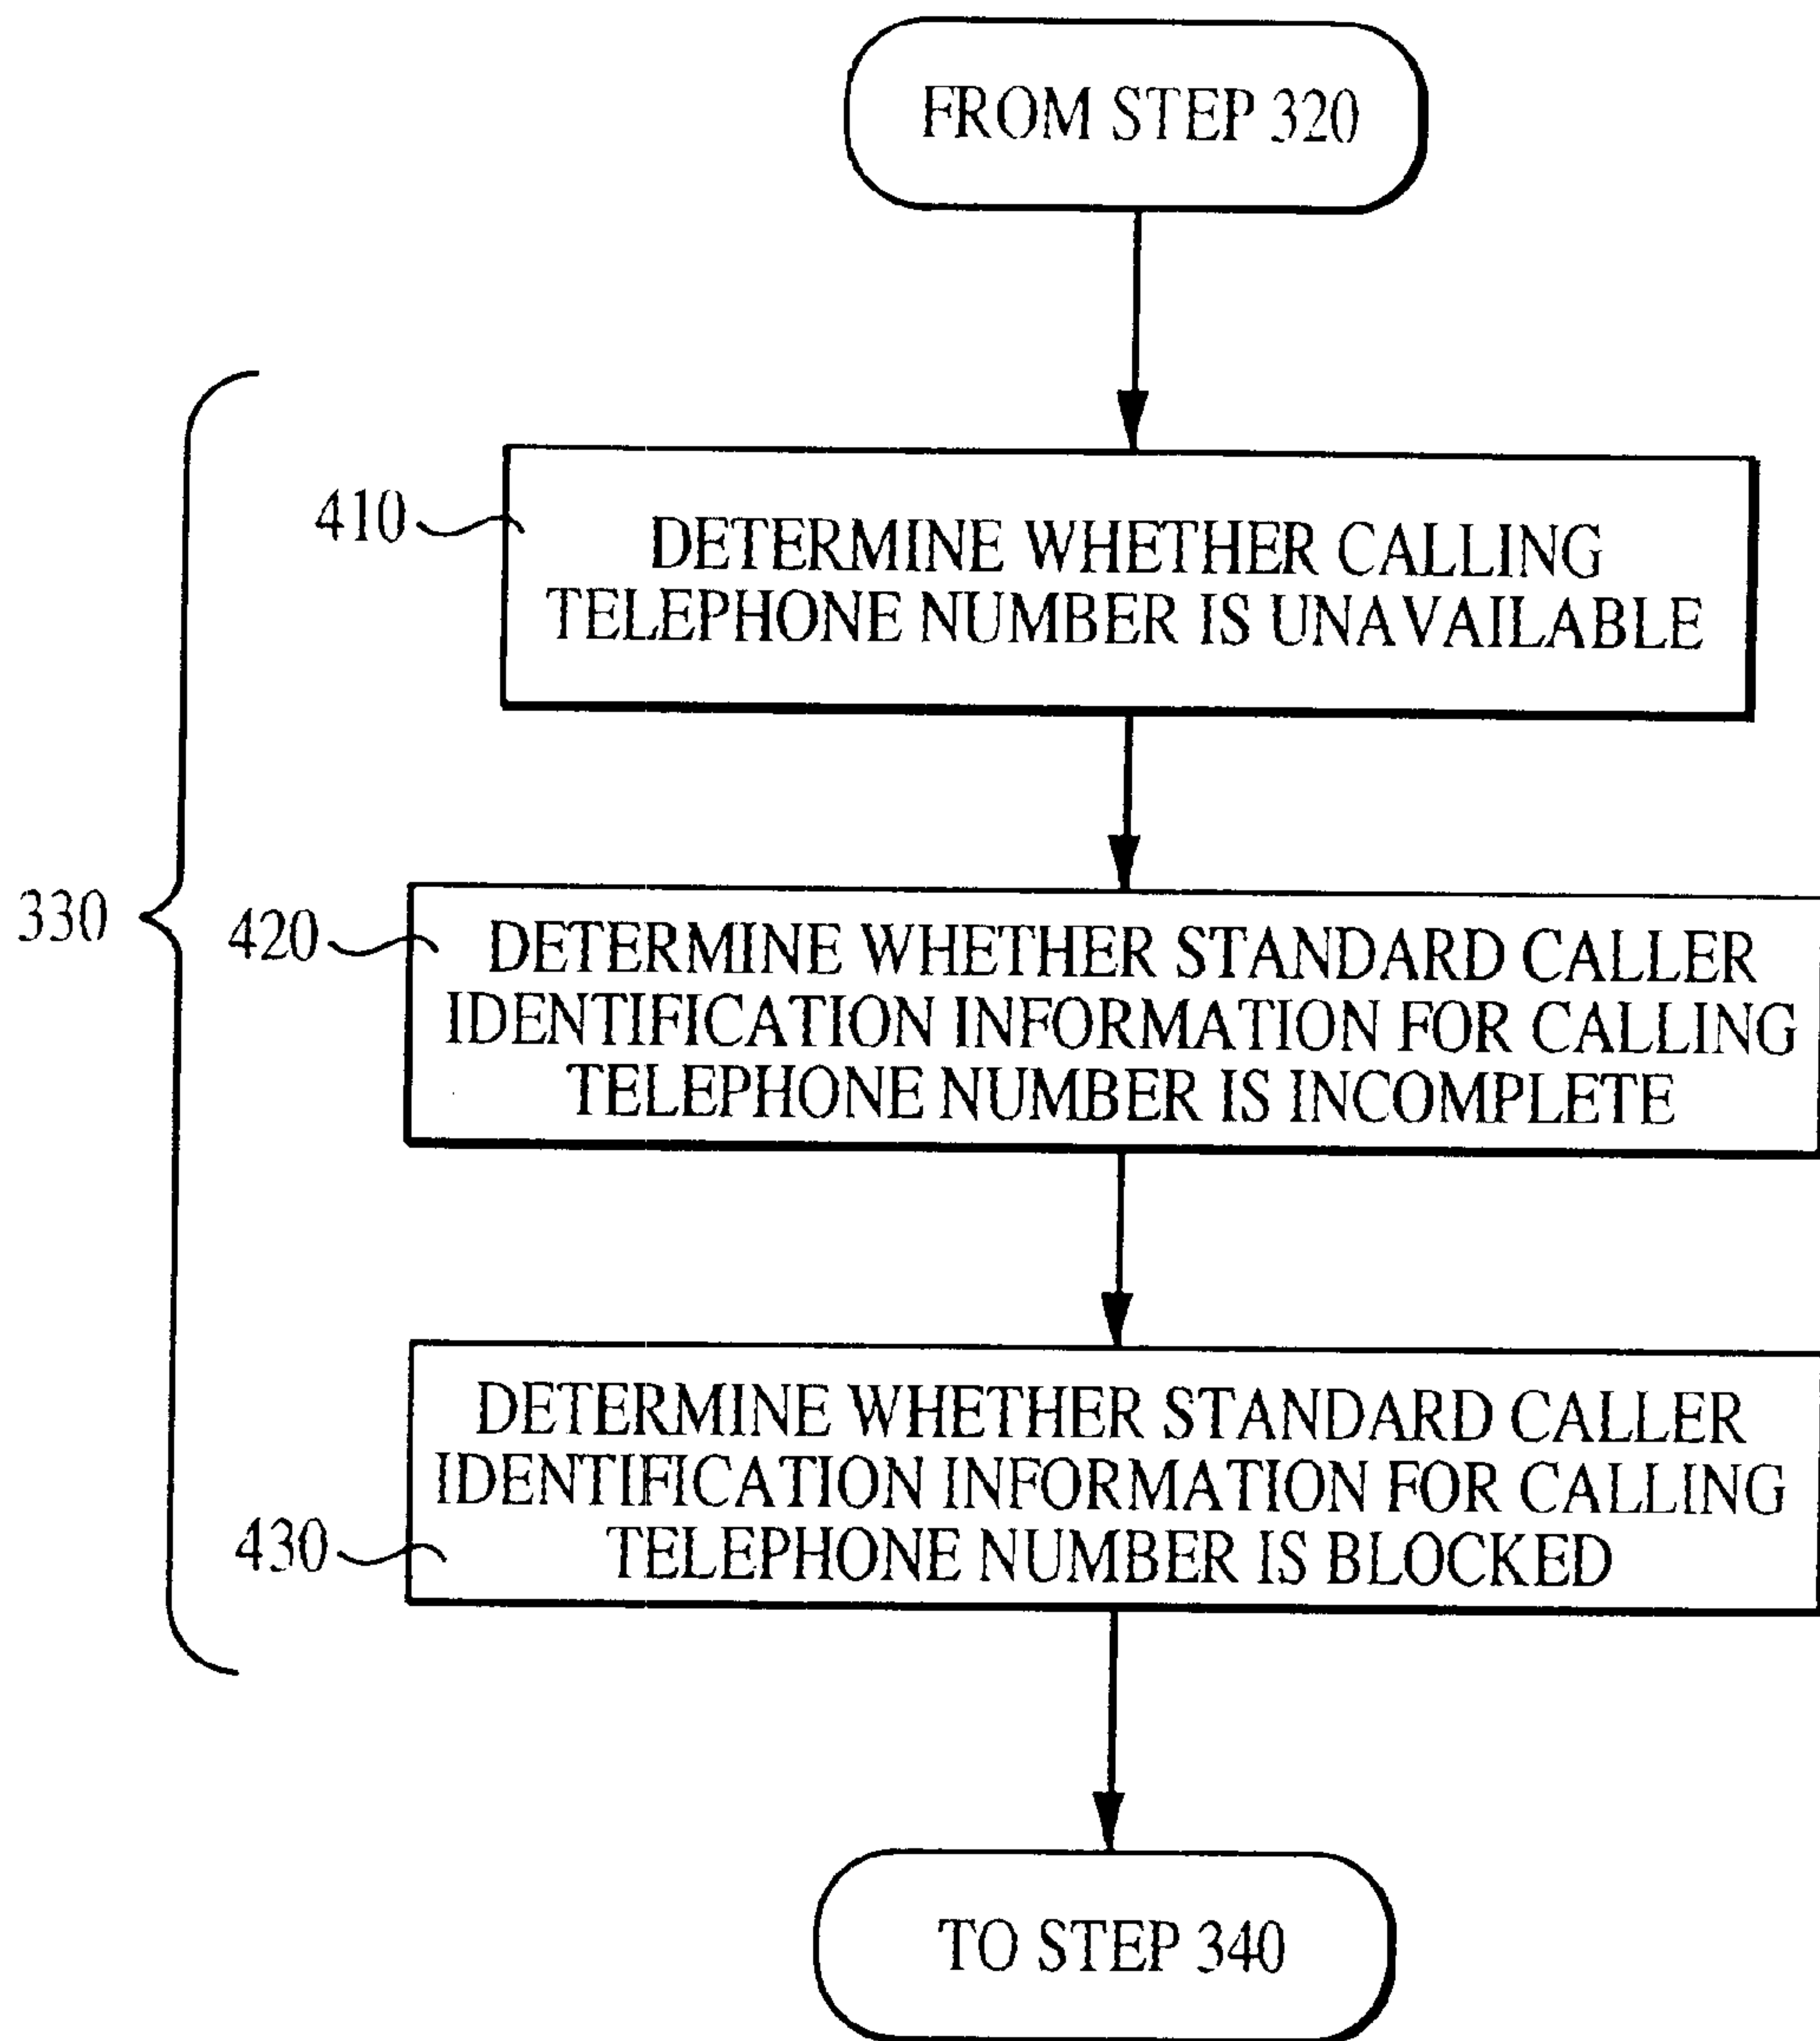 FROM STEP 320
410
DETERMINE WHETHER CALLING
TELEPHONE NUMBER IS UNAVAILABLE
330
420
DETERMINE WHETHER STANDARD CALLER
IDENTIFICATION INFORMATION FOR CALLING
TELEPHONE NUMBER IS INCOMPLETE
DETERMINE WHETHER STANDARD CALLER
IDENTIFICATION INFORMATION FOR CALLING
430
TELEPHONE NUMBER IS BLOCKED
TO STEP 340